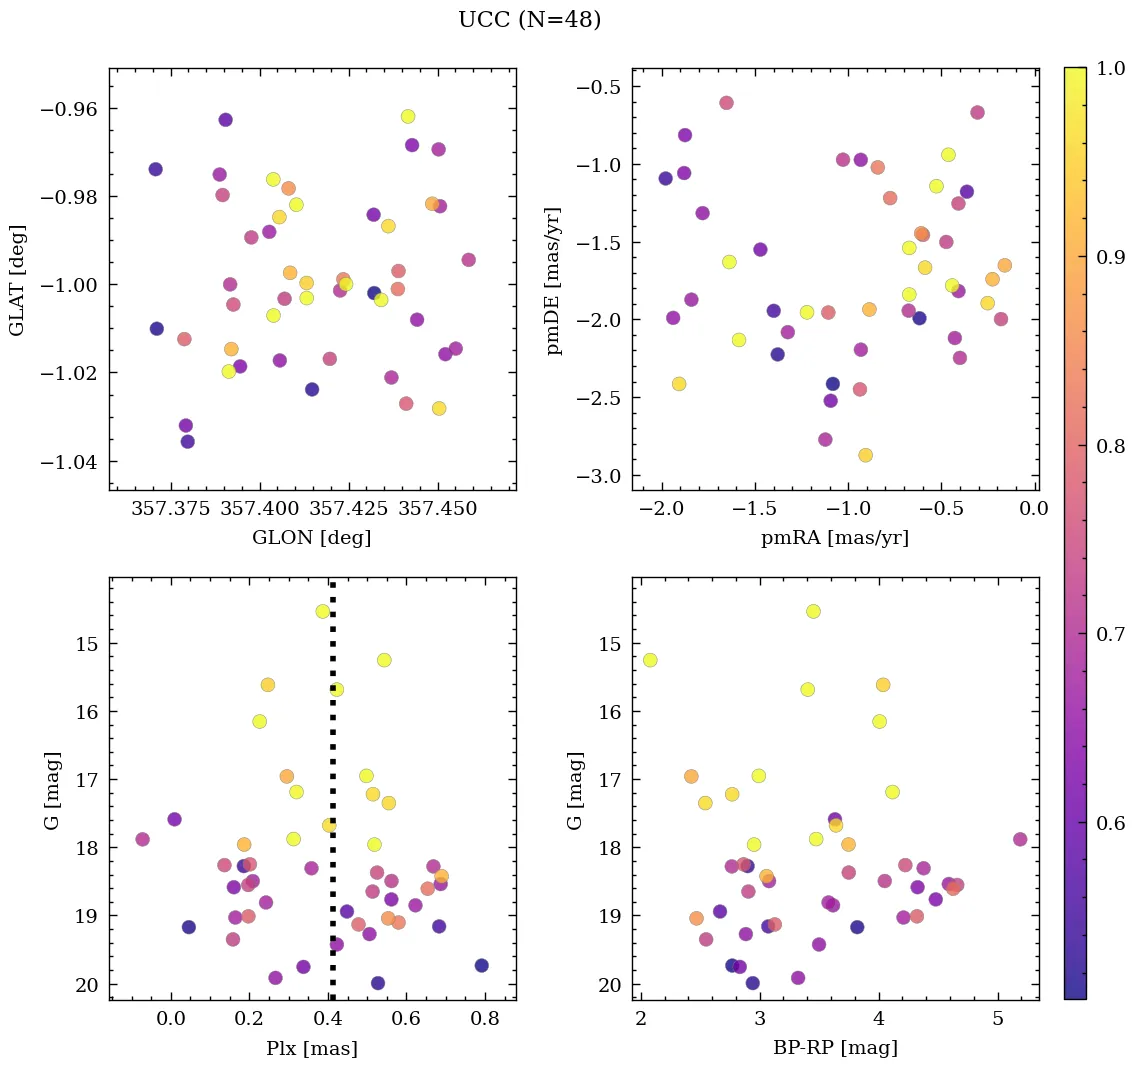 UCC (N=48)
−0.96
−0.98
−1.00
−1.02
−1.04
GLAT [deg]
357.375 357.400 357.425 357.450
GLON [deg]
−0.5
−1.0
−1.5
−2.0
−2.5
−3.0
pmDE [mas/yr]
−2.0 −1.5 −1.0 −0.5 0.0
pmRA [mas/yr]
15
16
17
18
19
20
G [mag]
0.0 0.2 0.4 0.6 0.8
Plx [mas]
15
16
17
18
19
20
G [mag]
2 3 4 5
BP-RP [mag]
1.0
0.9
0.8
0.7
0.6